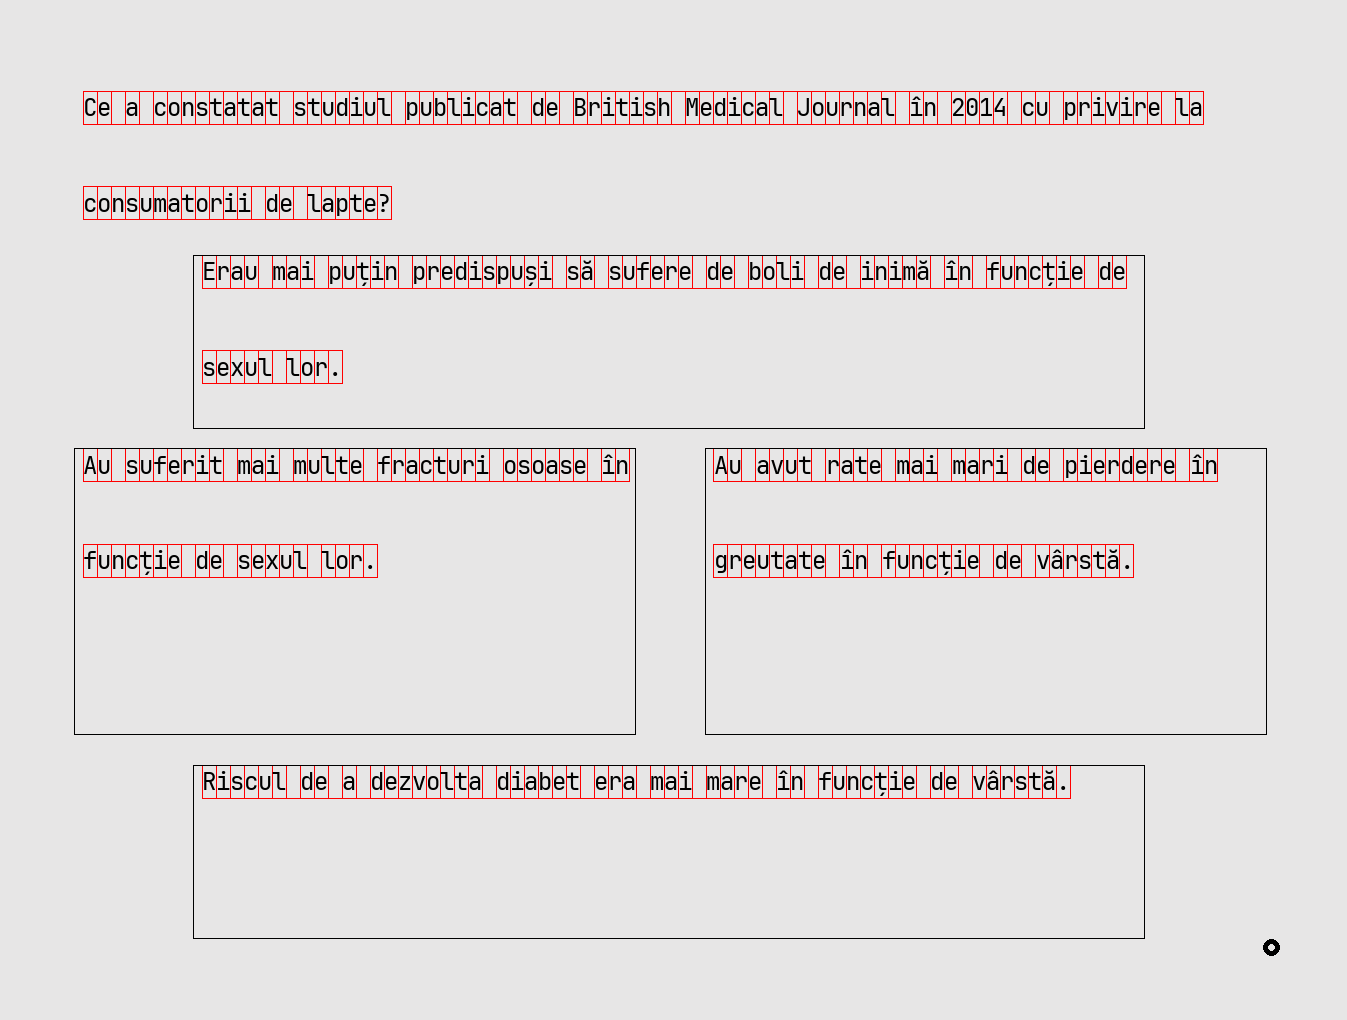 Ce a constatat studiul publicat de British Medical Journal în 2014 cu privire la
consumatorii de lapte?
Erau mai puțin predispuși să sufere de boli de inimă în funcție de
sexul lor.
Au suferit mai multe fracturi osoase în
funcție de sexul lor.
Au avut rate mai mari de pierdere în
greutate în funcție de vârstă.
Riscul de a dezvolta diabet era mai mare în funcție de vârstă.